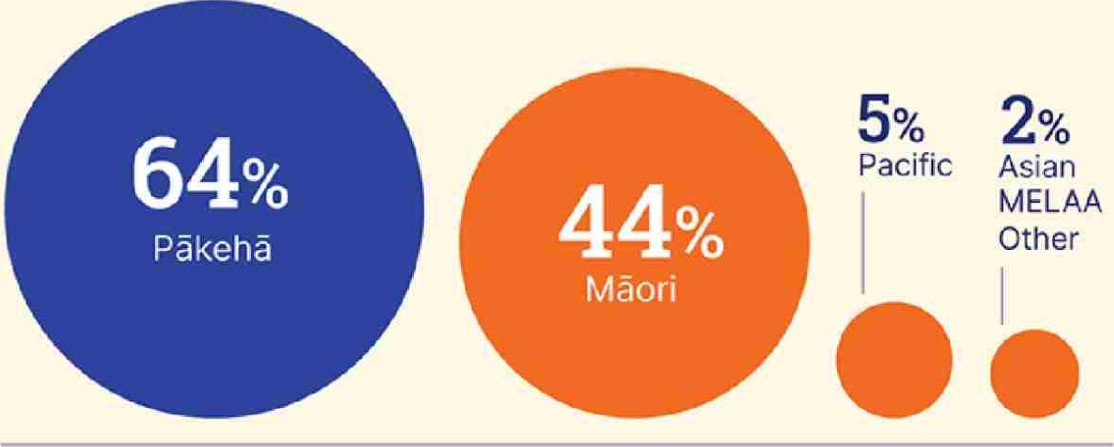 64%
Pākehā
44%
Māori
5%
Pacific
2%
Asian
MELAA
Other